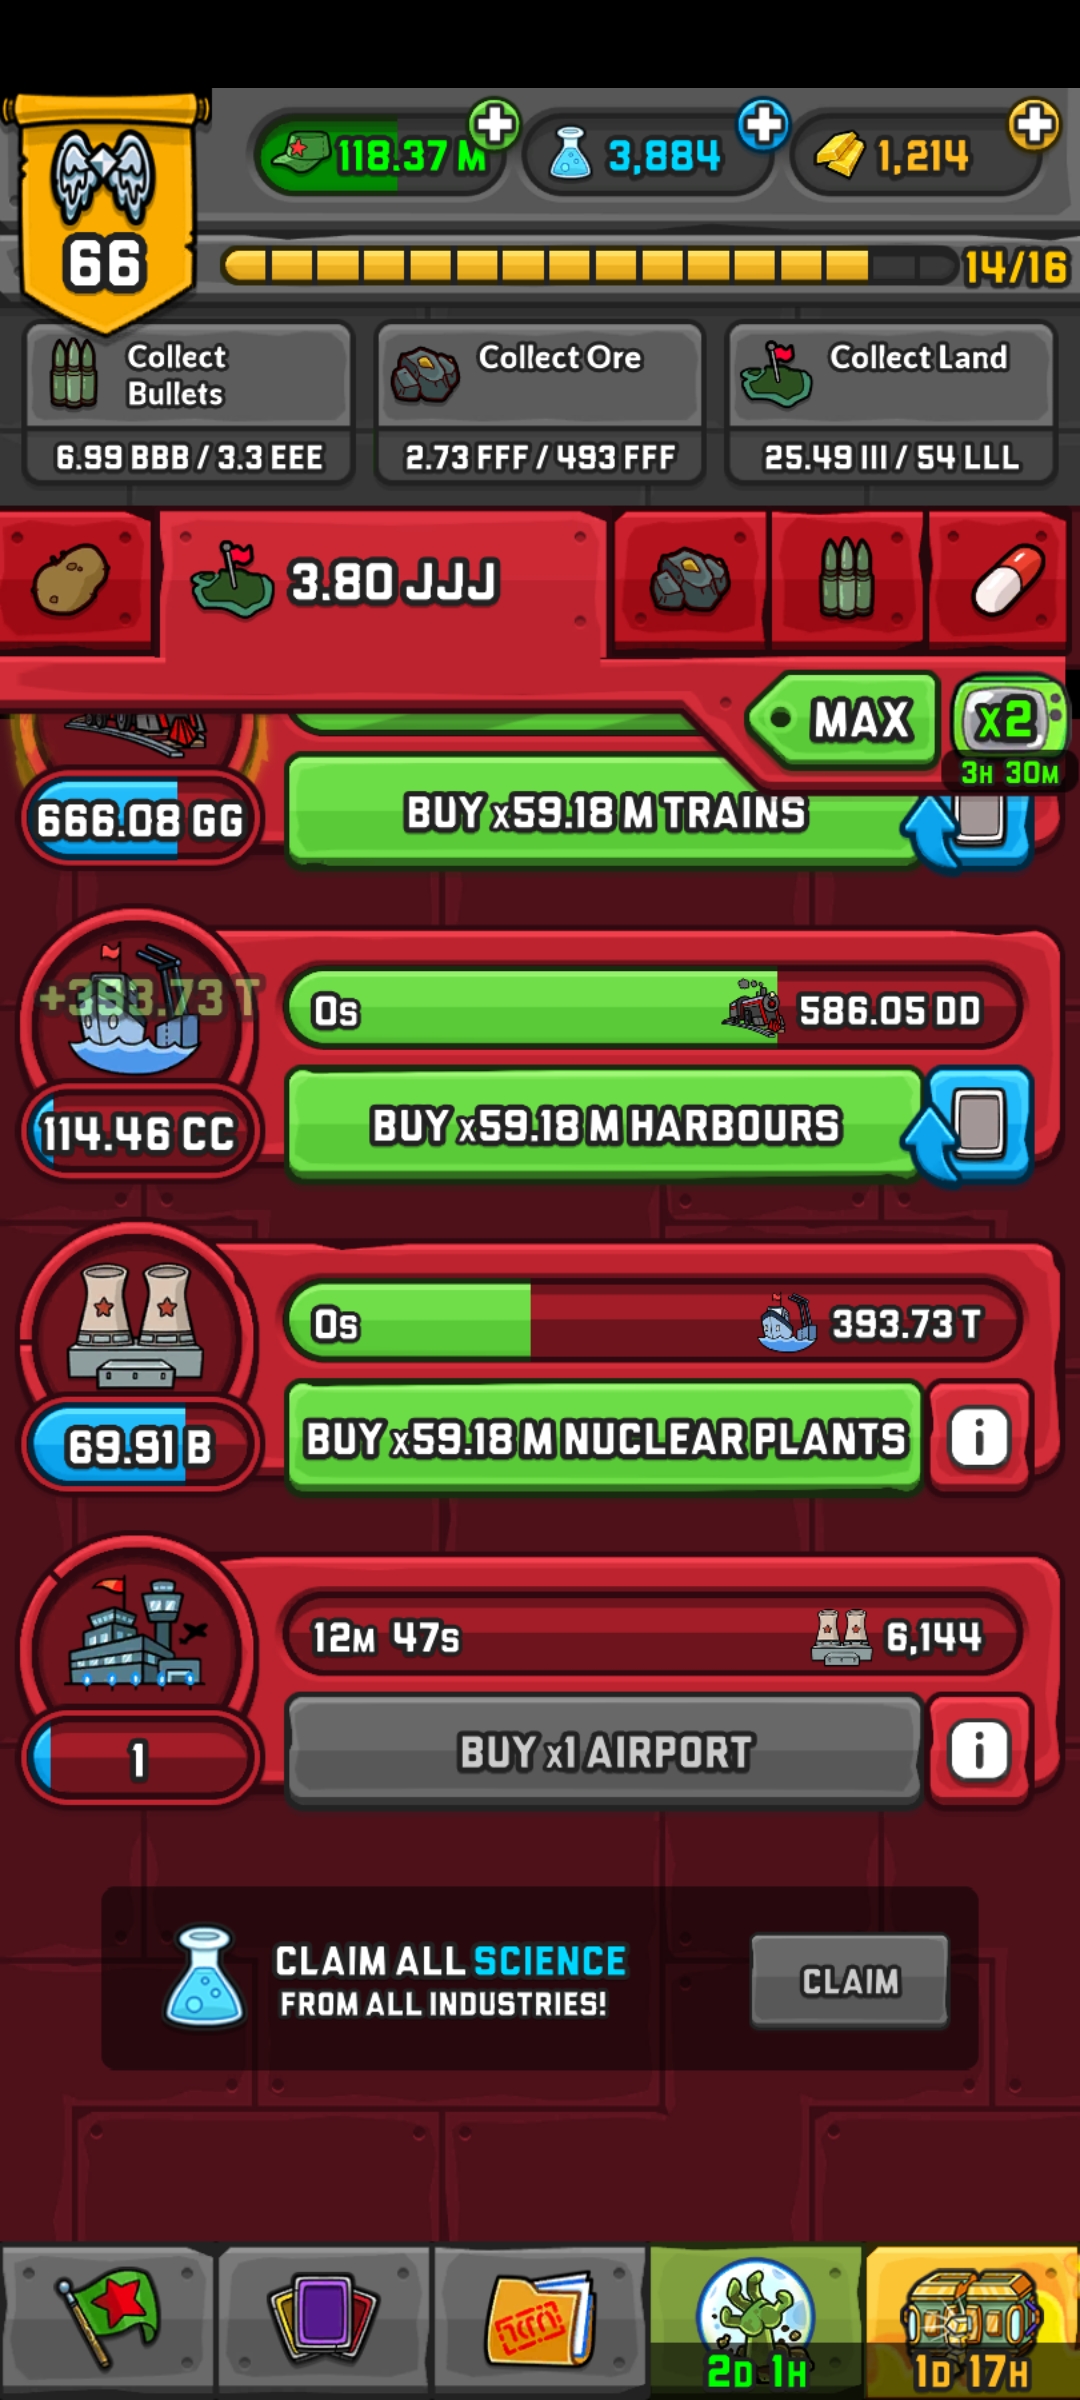 66
118.37 M
3,884
1,214
14/16
Collect
Bullets
6.99 BBB / 3.3 EEE
Collect Ore
2.73 FFF / 493 FFF
Collect Land
25.49 III / 54 LLL
3.80 JJJ
MAX
x2
3H 30M
666.08 GG
BUY x59.18 M TRAINS
+393.73 T
0s
586.05 DD
114.46 CC
BUY x59.18 M HARBOURS
0s
393.73 T
69.91 B
BUY x59.18 M NUCLEAR PLANTS
i
12M 47s
6,144
1
BUY x1 AIRPORT
i
CLAIM ALL SCIENCE
FROM ALL INDUSTRIES!
CLAIM
2D 1H
1D 17H